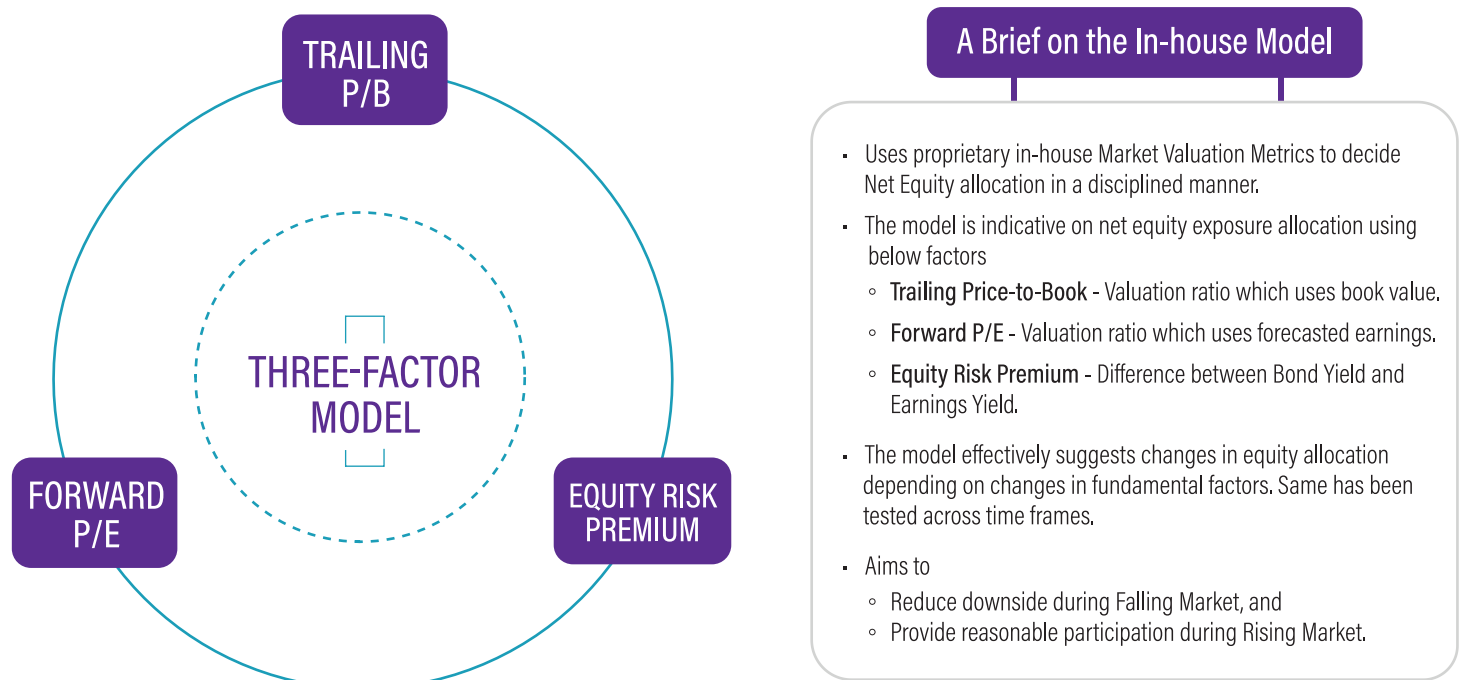 TRAILING
P/B
THREE-FACTOR
MODEL
FORWARD
P/E
EQUITY RISK
PREMIUM
A Brief on the In-house Model
▪ Uses proprietary in-house Market Valuation Metrics to decide
Net Equity allocation in a disciplined manner.
▪ The model is indicative on net equity exposure allocation using
below factors
◦ Trailing Price-to-Book - Valuation ratio which uses book value.
◦ Forward P/E - Valuation ratio which uses forecasted earnings.
◦ Equity Risk Premium - Difference between Bond Yield and
Earnings Yield.
▪ The model effectively suggests changes in equity allocation
depending on changes in fundamental factors. Same has been
tested across time frames.
▪ Aims to
◦ Reduce downside during Falling Market, and
◦ Provide reasonable participation during Rising Market.